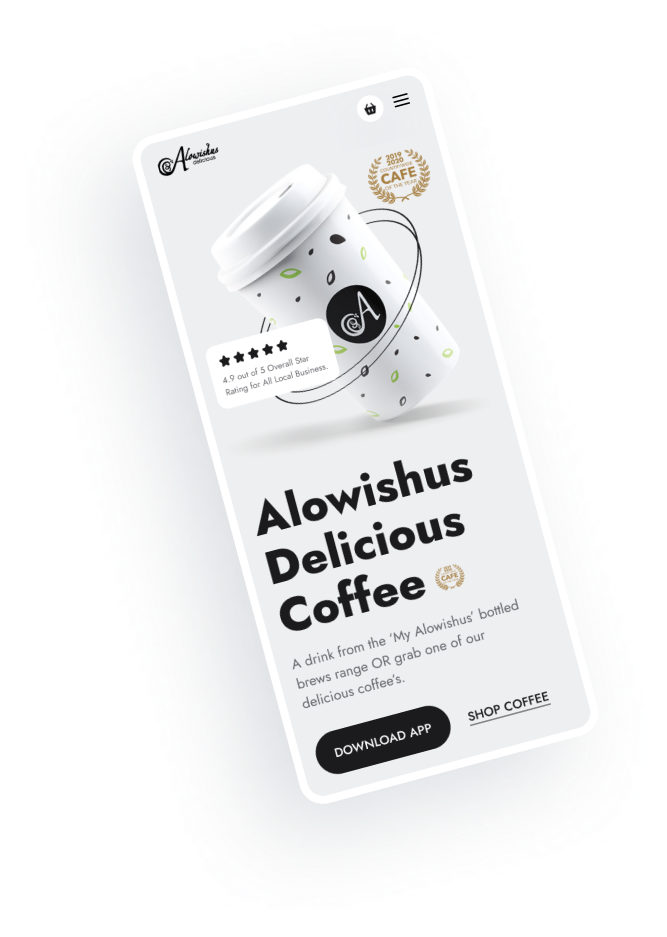 Alowishus
delicious
2019
2020
COUNTRYWIDE
CAFE
OF THE YEAR
A
4.9 out of 5 Overall Star
Rating for All Local Business.
Alowishus
Delicious
Coffee
CAFE
A drink from the 'My Alowishus' bottled
brews range OR grab one of our
delicious coffee's.
DOWNLOAD APP
SHOP COFFEE